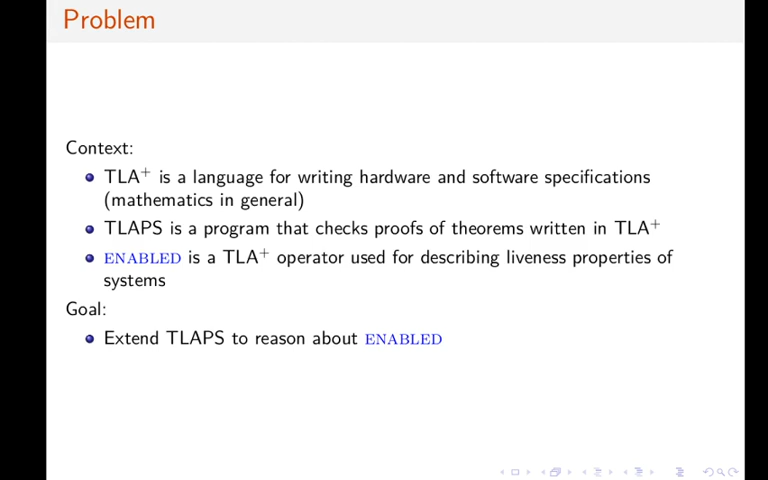 Problem
Context:
TLA⁺ is a language for writing hardware and software specifications
(mathematics in general)
TLAPS is a program that checks proofs of theorems written in TLA⁺
ENABLED is a TLA⁺ operator used for describing liveness properties of
systems
Goal:
Extend TLAPS to reason about ENABLED